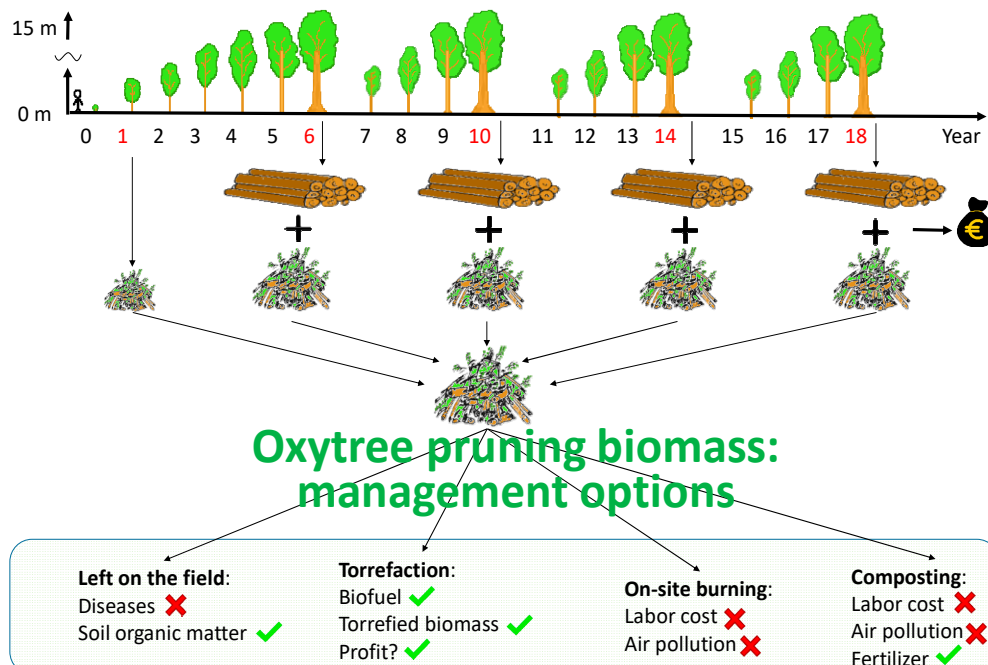 15 m
0 m
0 1 2 3 4 5 6 7 8 9 10 11 12 13 14 15 16 17 18 Year
€
Oxytree pruning biomass:
management options
Left on the field:
Diseases
Soil organic matter
Torrefaction:
Biofuel
Torrefied biomass
Profit?
On-site burning:
Labor cost
Air pollution
Composting:
Labor cost
Air pollution
Fertilizer